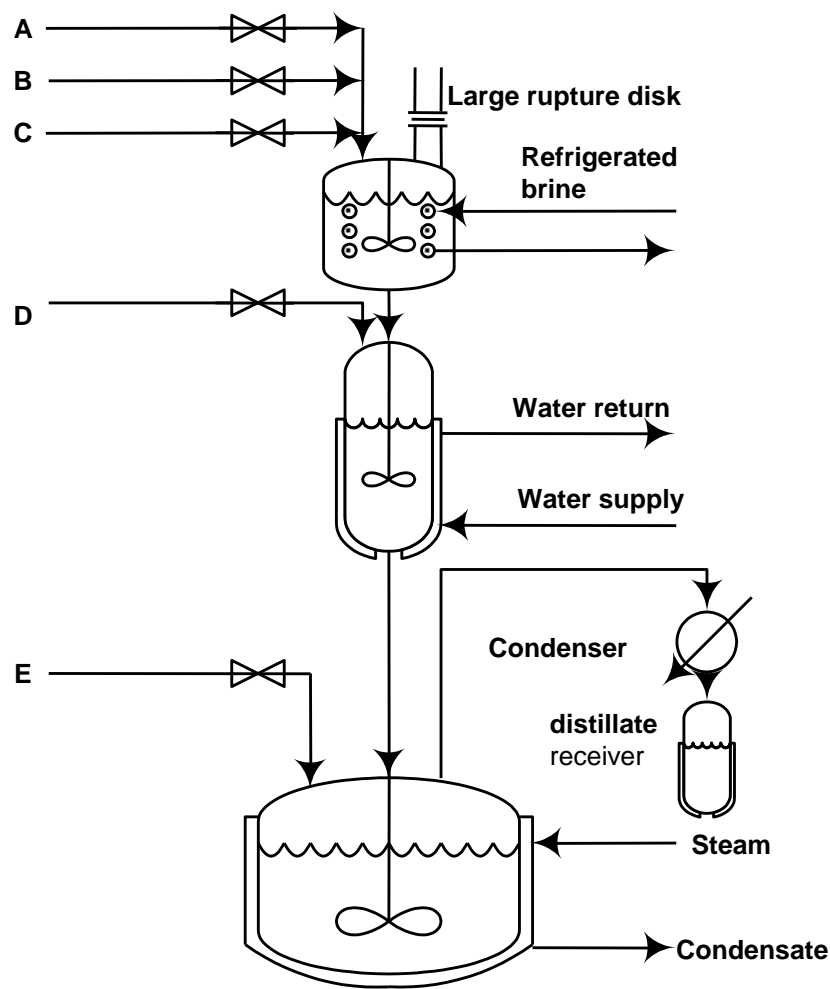 A
B
C
Large rupture disk
Refrigerated
brine
D
Water return
Water supply
E
Condenser
distillate
receiver
Steam
Condensate